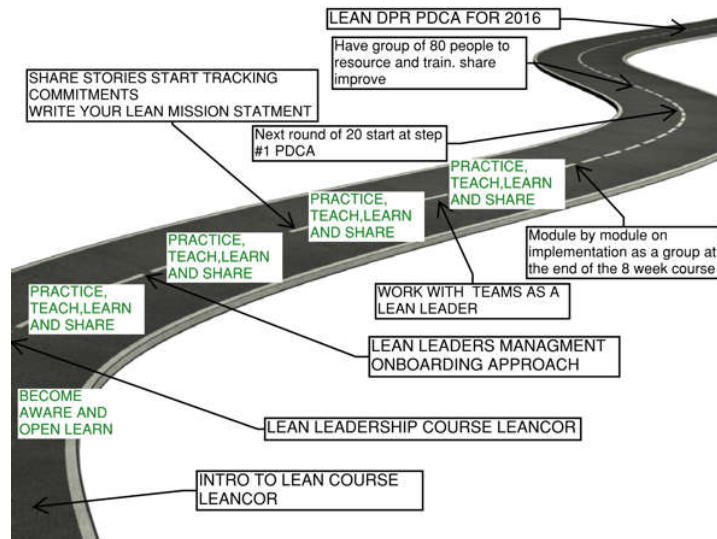 LEAN DPR PDCA FOR 2016
Have group of 80 people to
resource and train. share
improve
SHARE STORIES START TRACKING
COMMITMENTS
WRITE YOUR LEAN MISSION STATMENT
Next round of 20 start at step
#1 PDCA
PRACTICE,
TEACH,LEARN
AND SHARE
PRACTICE,
TEACH,LEARN
AND SHARE
PRACTICE,
TEACH,LEARN
AND SHARE
PRACTICE,
TEACH,LEARN
AND SHARE
Module by module on
implementation as a group at
the end of the 8 week course
WORK WITH TEAMS AS A
LEAN LEADER
LEAN LEADERS MANAGMENT
ONBOARDING APPROACH
BECOME
AWARE AND
OPEN LEARN
LEAN LEADERSHIP COURSE LEANCOR
INTRO TO LEAN COURSE
LEANCOR